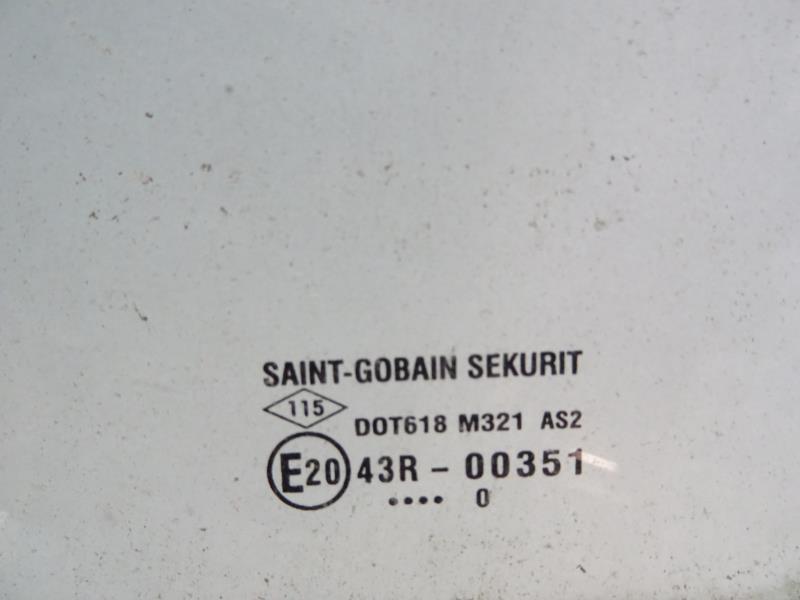 SAINT-GOBAIN SEKURIT
115
DOT618 M321 AS2
E20 43R - 00351
•••• 0